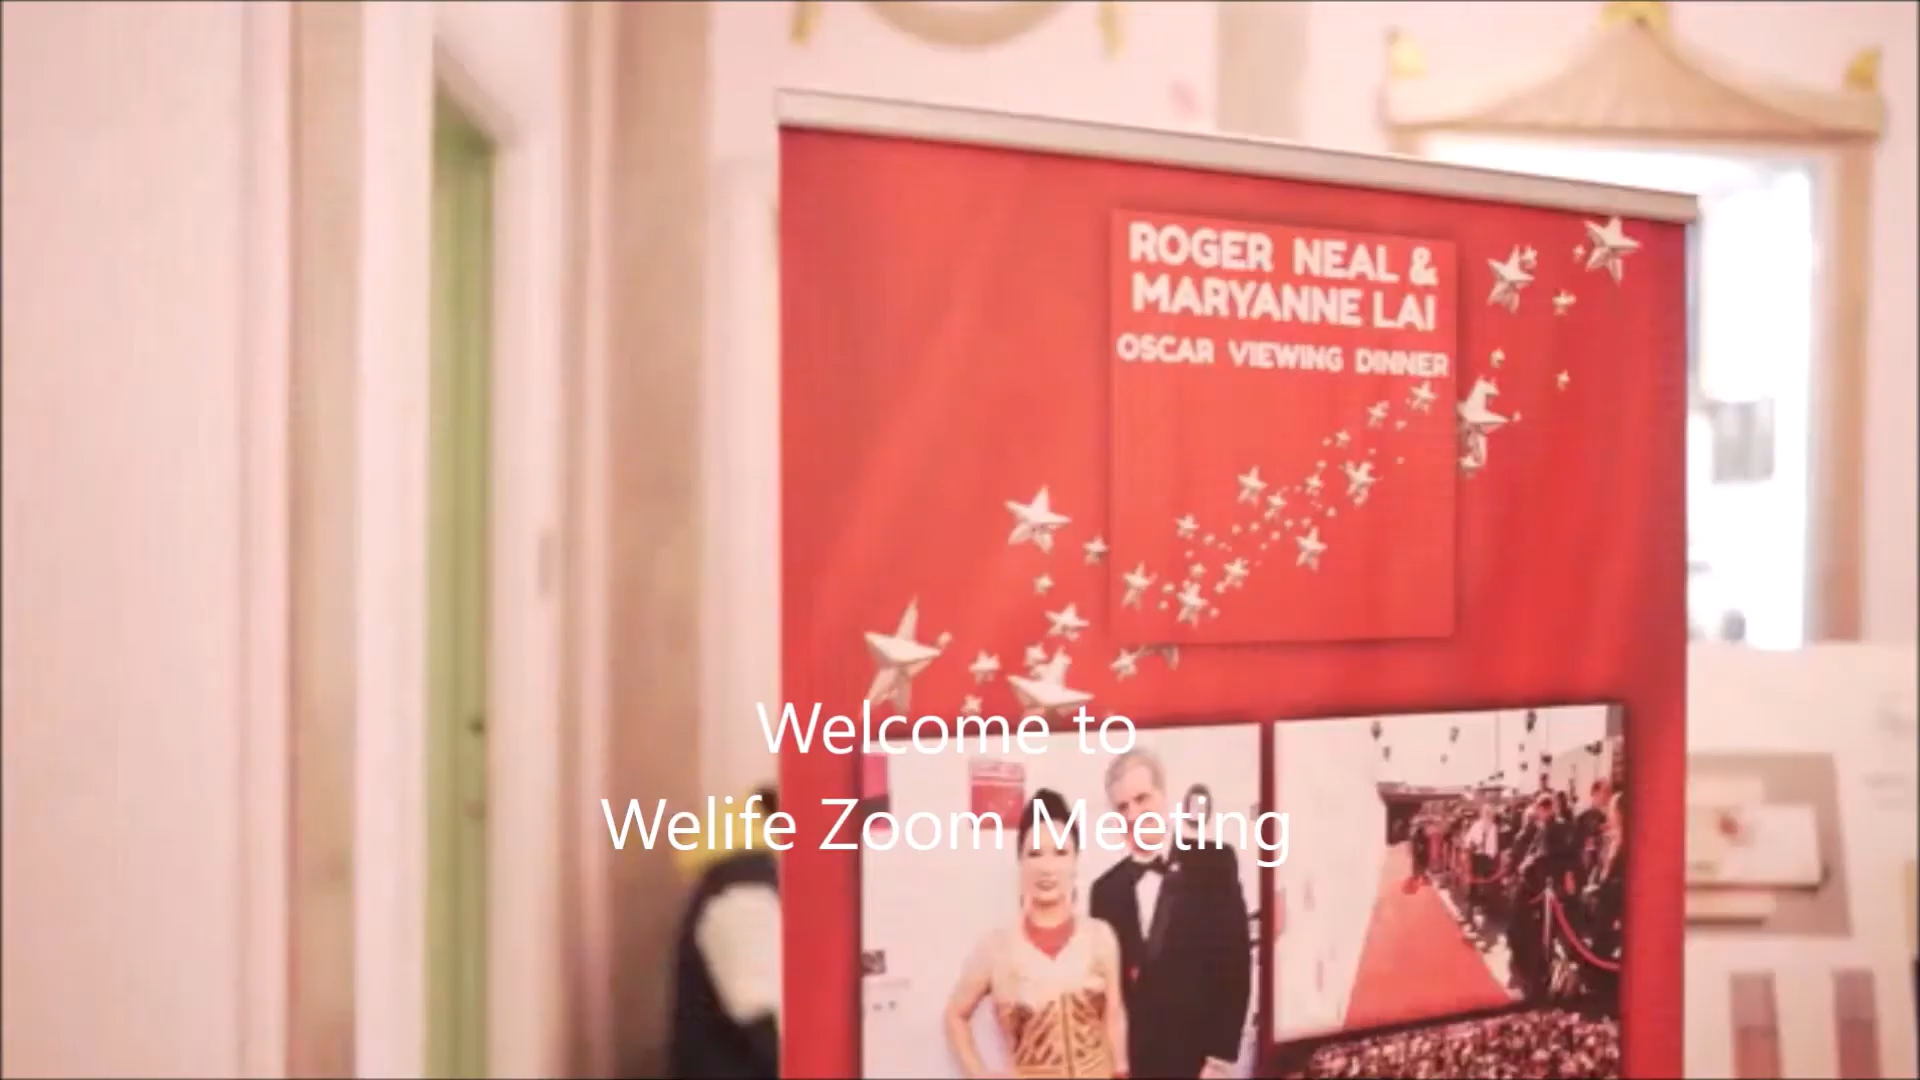 ROGER NEAL &
MARYANNE LAI
OSCAR VIEWING DINNER
Welcome to
Welife Zoom Meeting